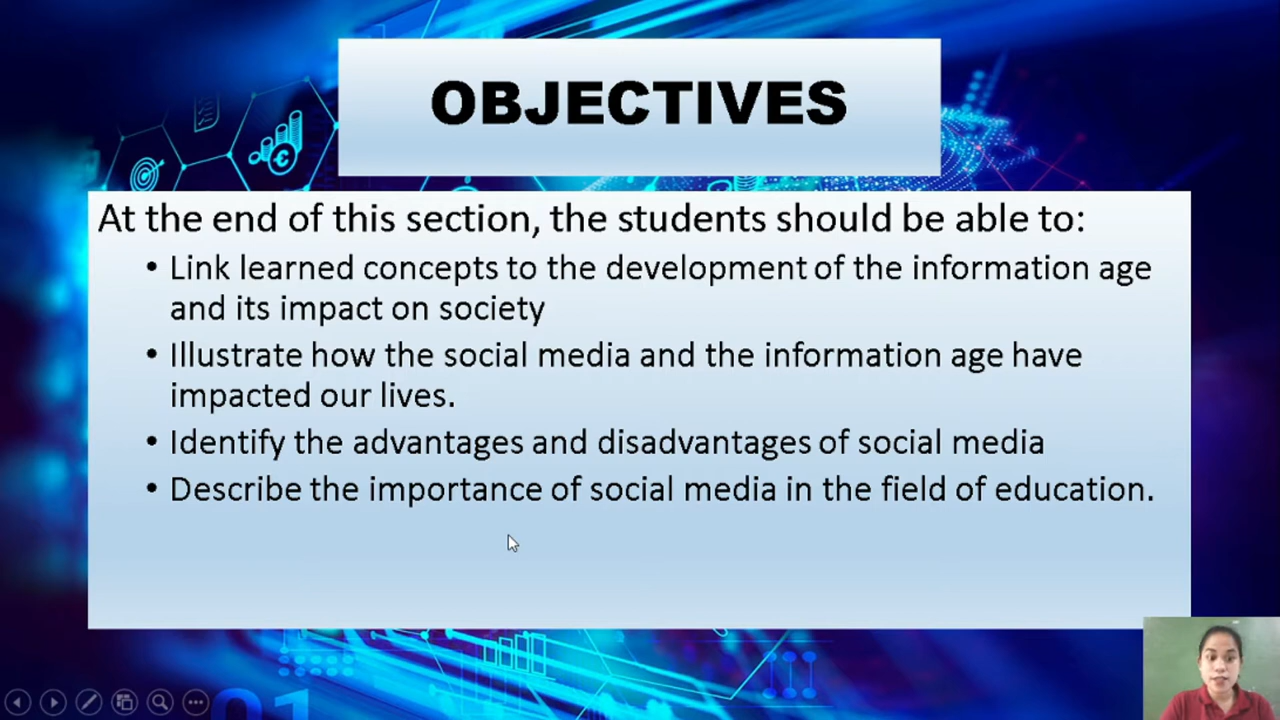 OBJECTIVES
At the end of this section, the students should be able to:
• Link learned concepts to the development of the information age
and its impact on society
• Illustrate how the social media and the information age have
impacted our lives.
• Identify the advantages and disadvantages of social media
• Describe the importance of social media in the field of education.
01